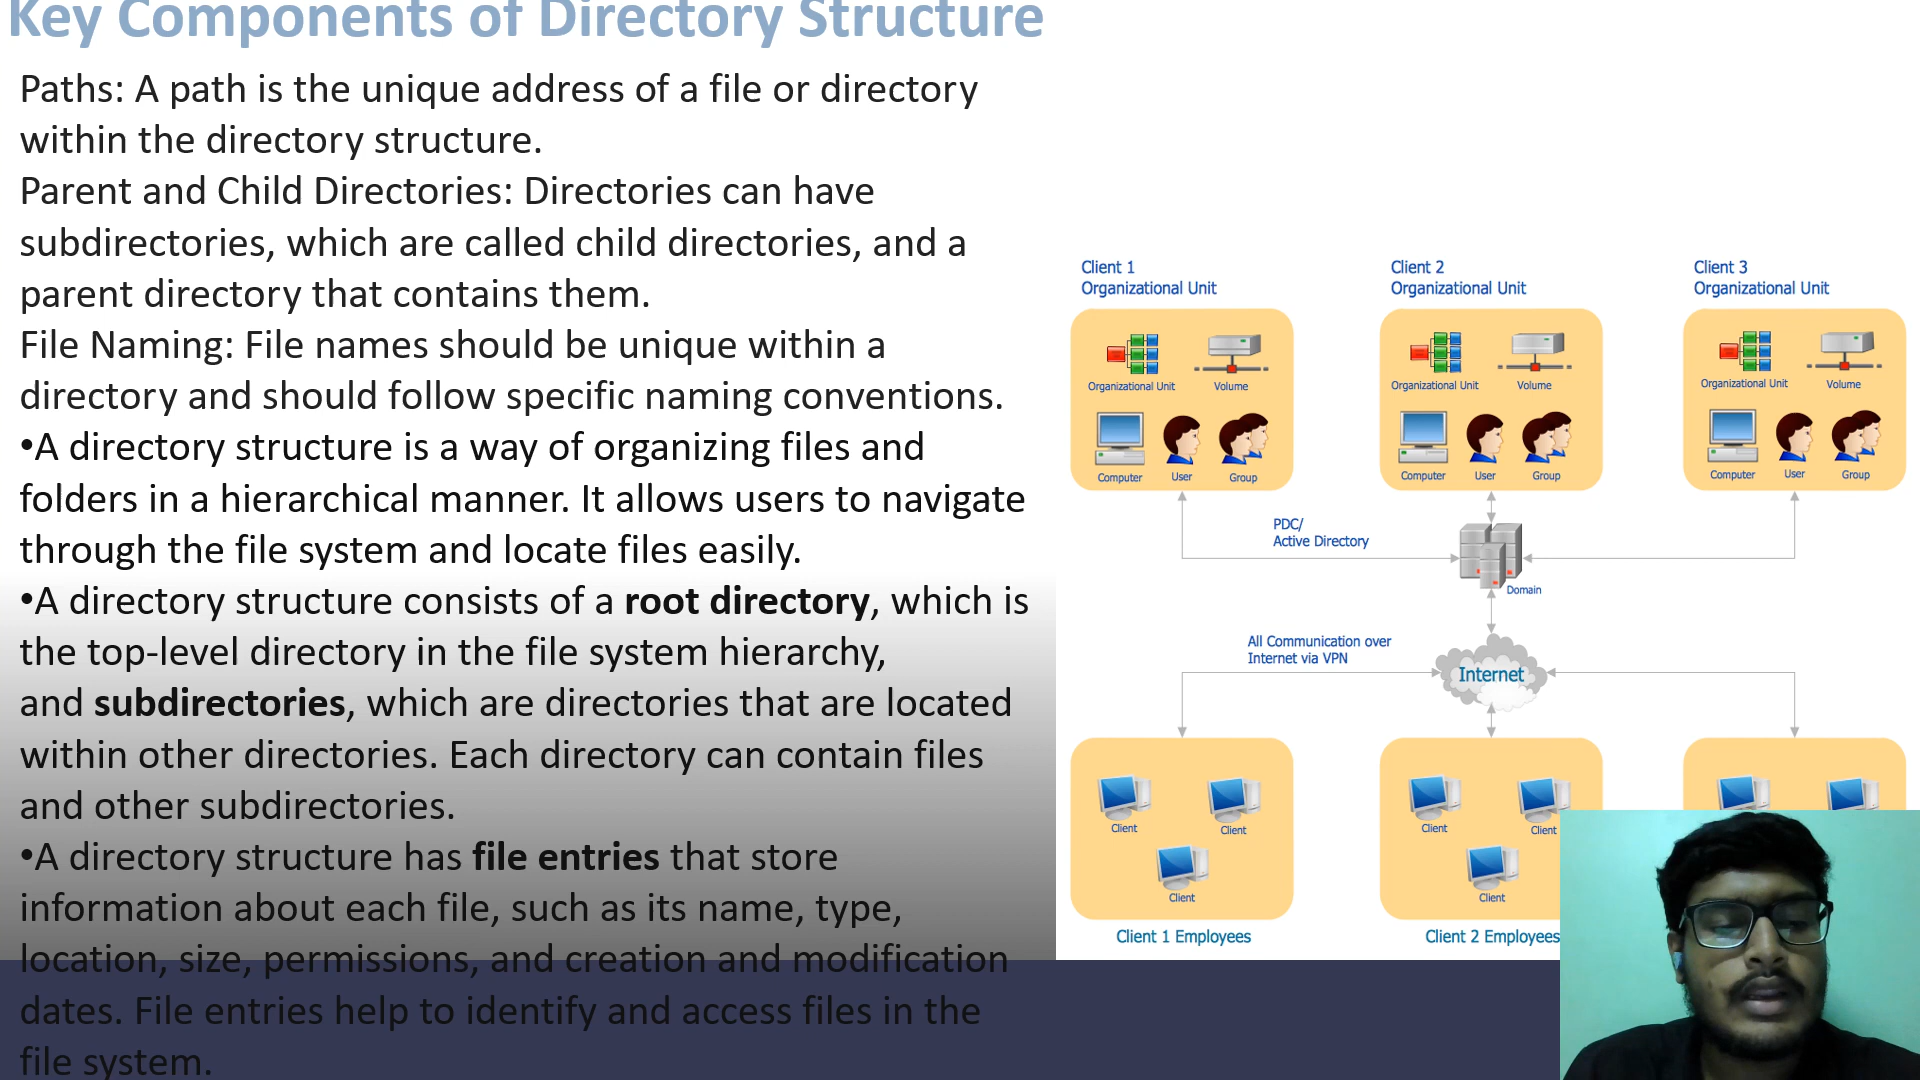 Key Components of Directory Structure
Paths: A path is the unique address of a file or directory
within the directory structure.
Parent and Child Directories: Directories can have
subdirectories, which are called child directories, and a
parent directory that contains them.
File Naming: File names should be unique within a
directory and should follow specific naming conventions.
•A directory structure is a way of organizing files and
folders in a hierarchical manner. It allows users to navigate
through the file system and locate files easily.
•A directory structure consists of a root directory, which is
the top-level directory in the file system hierarchy,
and subdirectories, which are directories that are located
within other directories. Each directory can contain files
and other subdirectories.
•A directory structure has file entries that store
information about each file, such as its name, type,
location, size, permissions, and creation and modification
dates. File entries help to identify and access files in the
file system.
Client 1
Organizational Unit
Client 2
Organizational Unit
Client 3
Organizational Unit
Organizational Unit
Volume
Computer
User
Group
Organizational Unit
Volume
Computer
User
Group
Organizational Unit
Volume
Computer
User
Group
PDC/
Active Directory
Domain
All Communication over
Internet via VPN
Internet
Client
Client
Client
Client 1 Employees
Client
Client
Client
Client 2 Employees